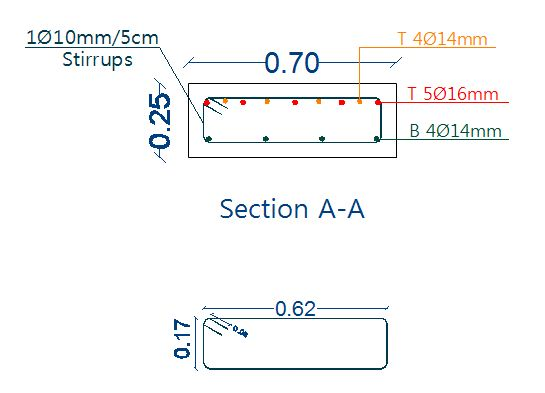 1Ø10mm/5cm
Stirrups
T 4Ø14mm
0.70
T 5Ø16mm
0.25
B 4Ø14mm
Section A-A
0.62
0.17